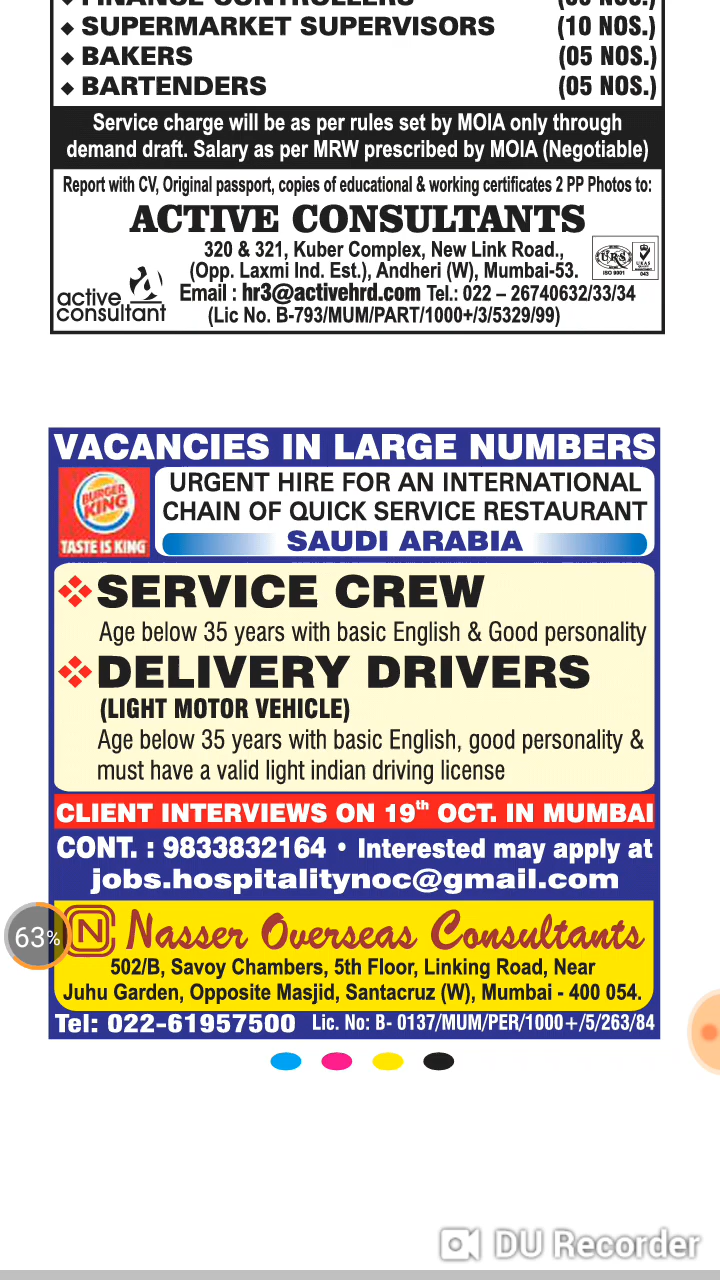 FINANCE CONTROLLERS
◆ SUPERMARKET SUPERVISORS (10 NOS.)
◆ BAKERS (05 NOS.)
◆ BARTENDERS (05 NOS.)
Service charge will be as per rules set by MOIA only through
demand draft. Salary as per MRW prescribed by MOIA (Negotiable)
Report with CV, Original passport, copies of educational & working certificates 2 PP Photos to:
ACTIVE CONSULTANTS
320 & 321, Kuber Complex, New Link Road.,
(Opp. Laxmi Ind. Est.), Andheri (W), Mumbai-53.
Email : hr3@activehrd.com Tel.: 022 – 26740632/33/34
(Lic No. B-793/MUM/PART/1000+/3/5329/99)
active
consultant
URS
ISO 9001
UKAS
043
VACANCIES IN LARGE NUMBERS
BURGER
KING
TASTE IS KING
URGENT HIRE FOR AN INTERNATIONAL
CHAIN OF QUICK SERVICE RESTAURANT
SAUDI ARABIA
❖ SERVICE CREW
Age below 35 years with basic English & Good personality
❖ DELIVERY DRIVERS
(LIGHT MOTOR VEHICLE)
Age below 35 years with basic English, good personality &
must have a valid light indian driving license
CLIENT INTERVIEWS ON 19th OCT. IN MUMBAI
CONT. : 9833832164 • Interested may apply at
jobs.hospitalitynoc@gmail.com
63%
N Nasser Overseas Consultants
502/B, Savoy Chambers, 5th Floor, Linking Road, Near
Juhu Garden, Opposite Masjid, Santacruz (W), Mumbai - 400 054.
Tel: 022-61957500 Lic. No: B- 0137/MUM/PER/1000+/5/263/84
DU Recorder